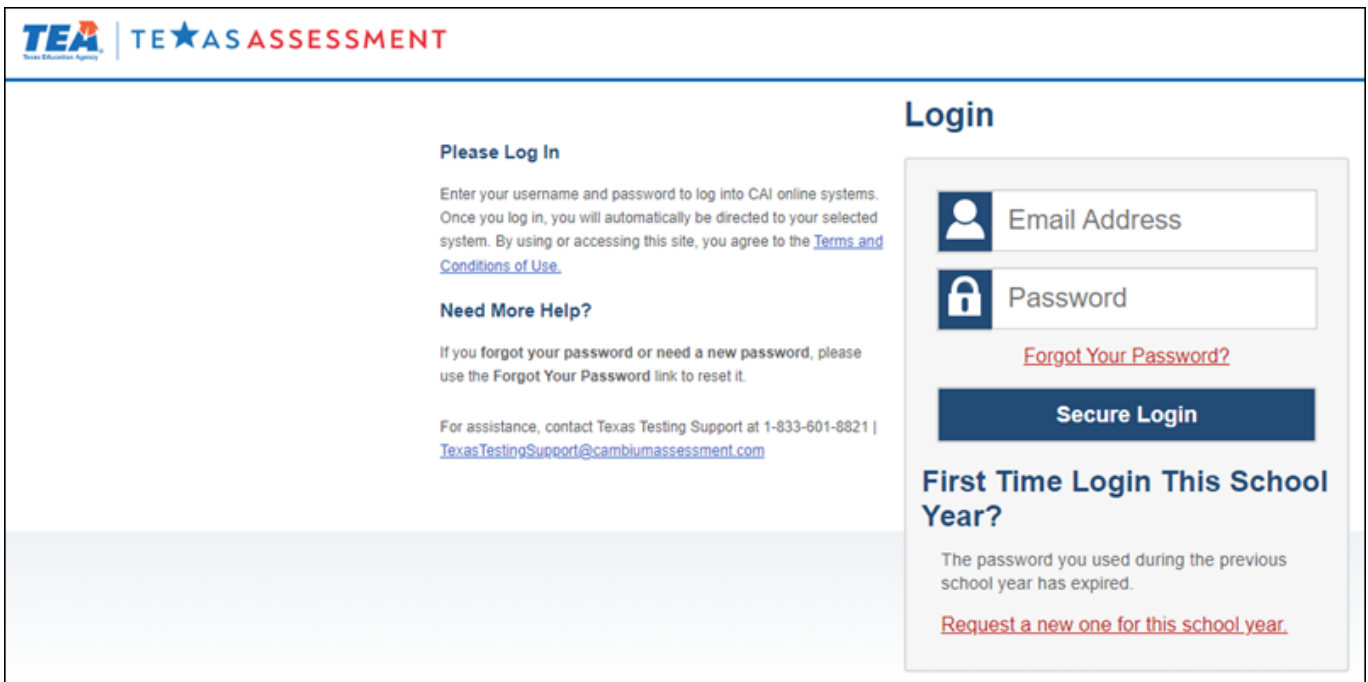 TEA
Texas Education Agency
TEXAS ASSESSMENT
Please Log In
Enter your username and password to log into CAI online systems.
Once you log in, you will automatically be directed to your selected
system. By using or accessing this site, you agree to the Terms and
Conditions of Use.
Need More Help?
If you forgot your password or need a new password, please
use the Forgot Your Password link to reset it.
For assistance, contact Texas Testing Support at 1-833-601-8821 |
TexasTestingSupport@cambiumassessment.com
Login
Email Address
Password
Forgot Your Password?
Secure Login
First Time Login This School
Year?
The password you used during the previous
school year has expired.
Request a new one for this school year.